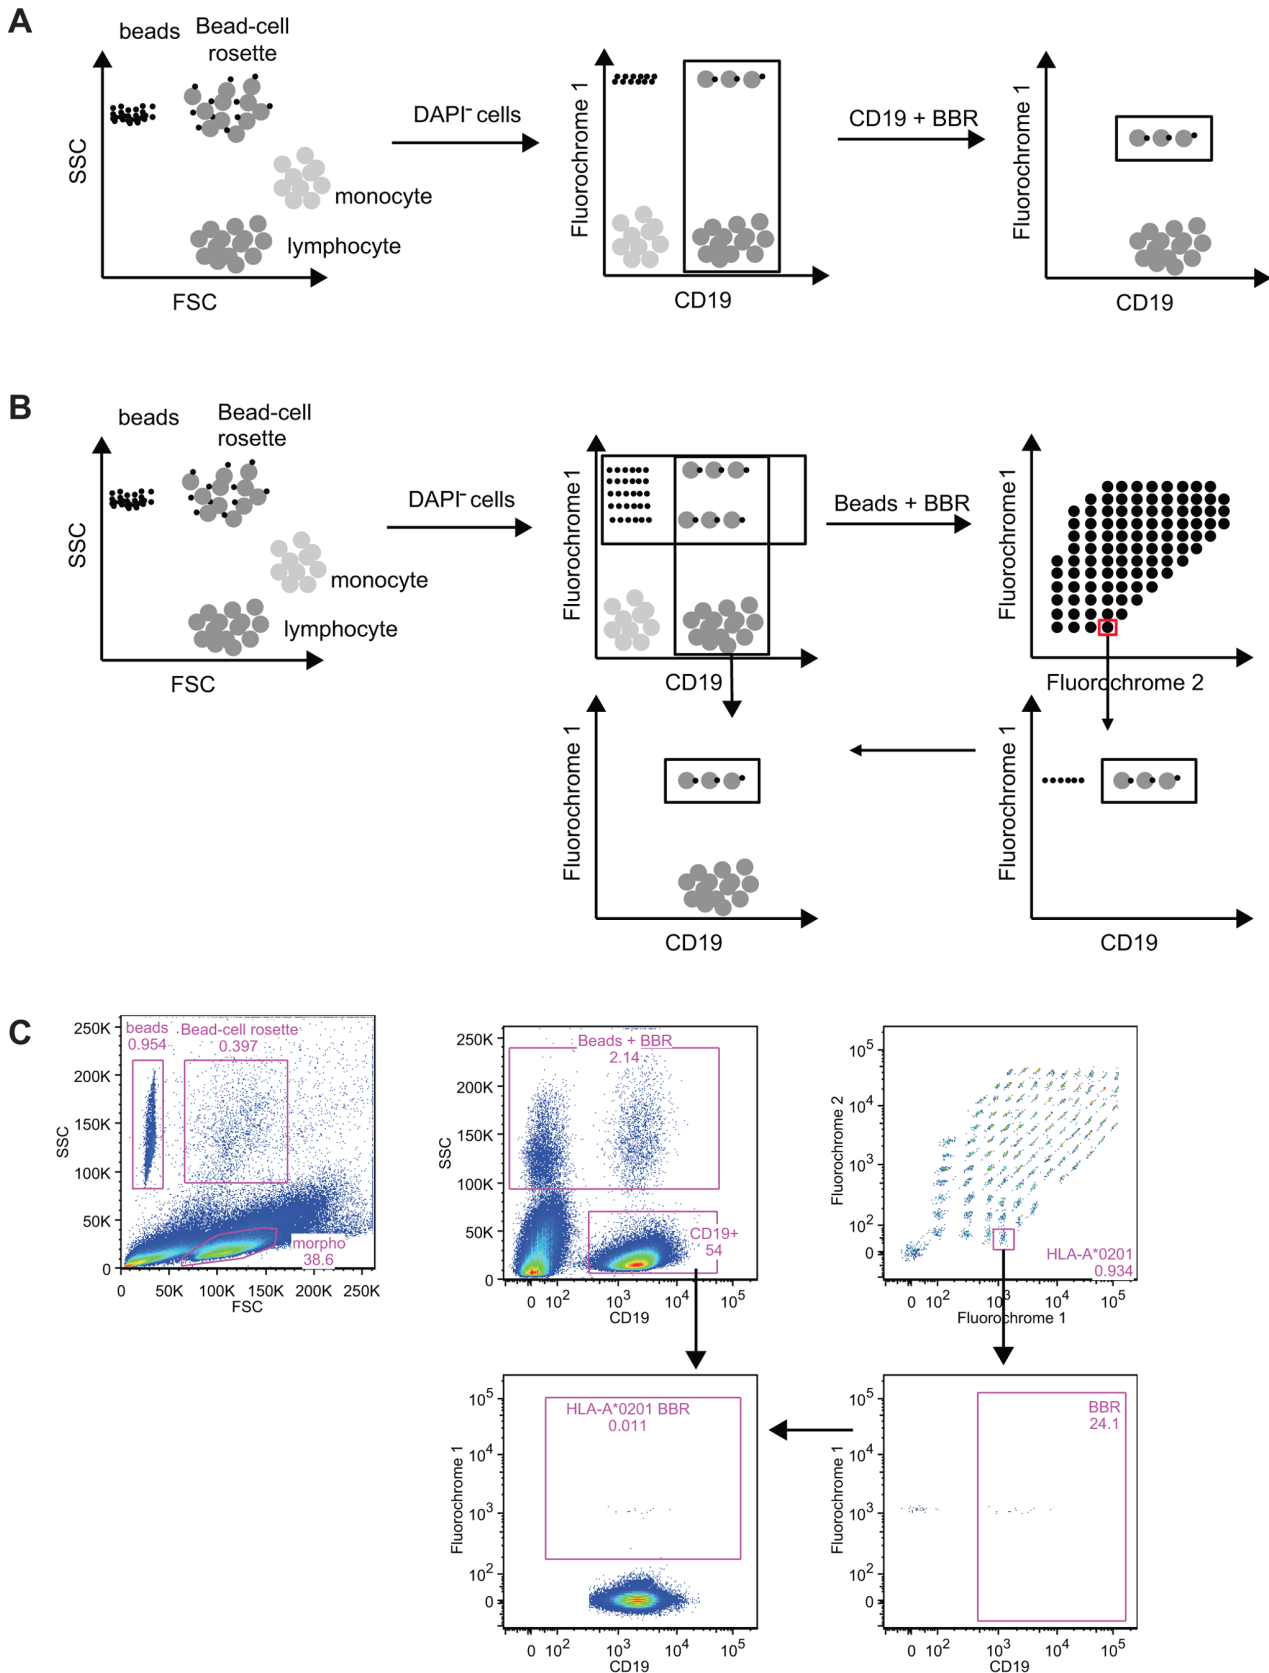 A
beads
Bead-cell
rosette
SSC
monocyte
lymphocyte
FSC
DAPI⁻ cells
Fluorochrome 1
CD19
CD19 + BBR
Fluorochrome 1
CD19
B
beads
Bead-cell
rosette
SSC
monocyte
lymphocyte
FSC
DAPI⁻ cells
Fluorochrome 1
CD19
Beads + BBR
Fluorochrome 1
Fluorochrome 2
Fluorochrome 1
CD19
Fluorochrome 1
CD19
C
beads
0.954
Bead-cell rosette
0.397
morpho
38.6
250K
200K
150K
100K
50K
0
SSC
0 50K 100K 150K 200K 250K
FSC
Beads + BBR
2.14
CD19+
54
250K
200K
150K
100K
50K
0
SSC
0 10² 10³ 10⁴ 10⁵
CD19
10⁵
10⁴
10³
10²
0
Fluorochrome 2
HLA-A*0201
0.934
0 10² 10³ 10⁴ 10⁵
Fluorochrome 1
HLA-A*0201 BBR
0.011
10⁵
10⁴
10³
10²
0
Fluorochrome 1
0 10² 10³ 10⁴ 10⁵
CD19
BBR
24.1
10⁵
10⁴
10³
10²
0
Fluorochrome 1
0 10² 10³ 10⁴ 10⁵
CD19